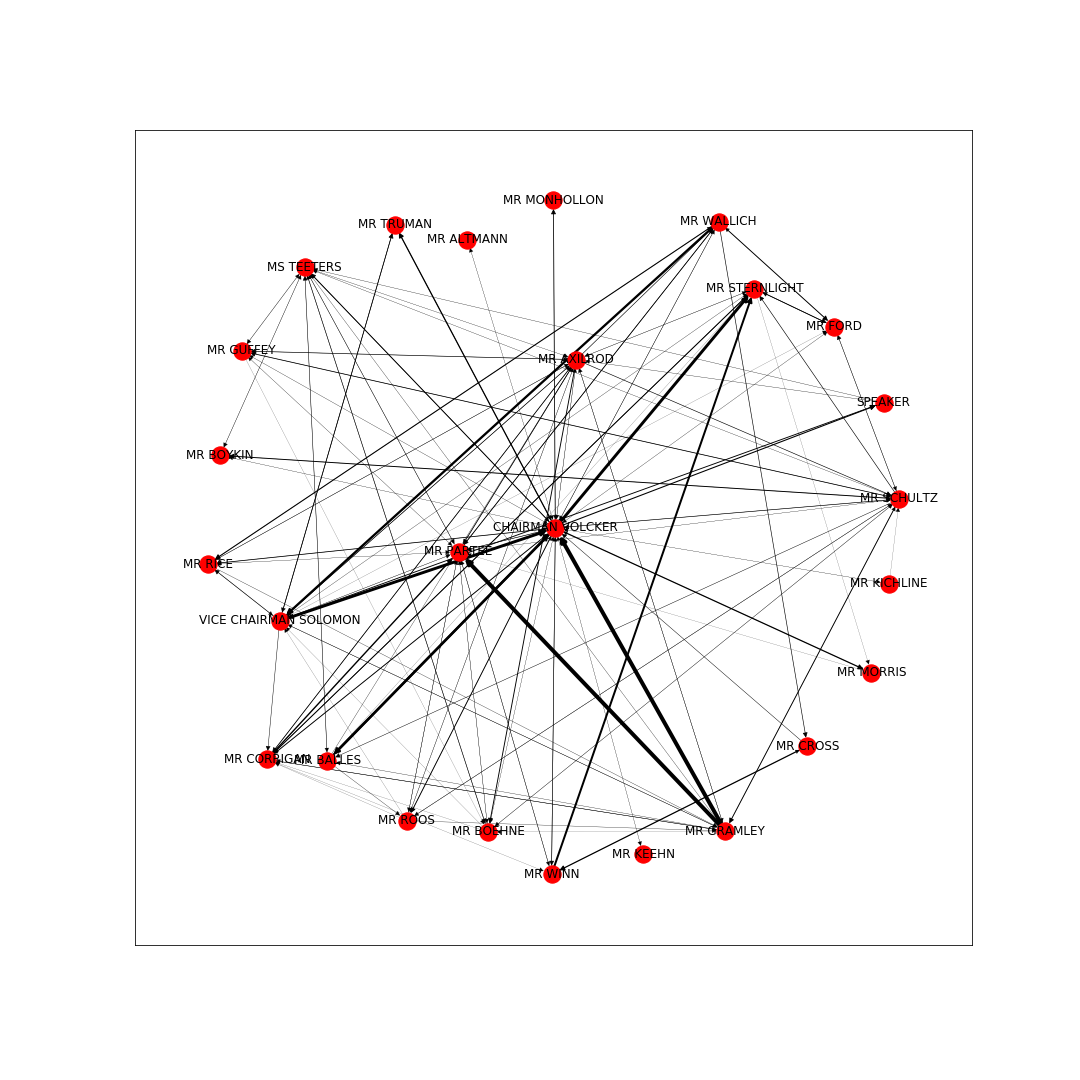 MR MONHOLLON
MR TRUMAN
MR WALLICH
MR ALTMANN
MS TEETERS
MR STERNLIGHT
MR FORD
MR GUFFEY
MR AXILROD
SPEAKER
MR BOYKIN
MR SCHULTZ
CHAIRMAN VOLCKER
MR PARTEE
MR RICE
MR KICHLINE
VICE CHAIRMAN SOLOMON
MR MORRIS
MR CROSS
MR CORRIGAN
MR BALLES
MR ROOS
MR BOEHNE
MR GRAMLEY
MR KEEHN
MR WINN